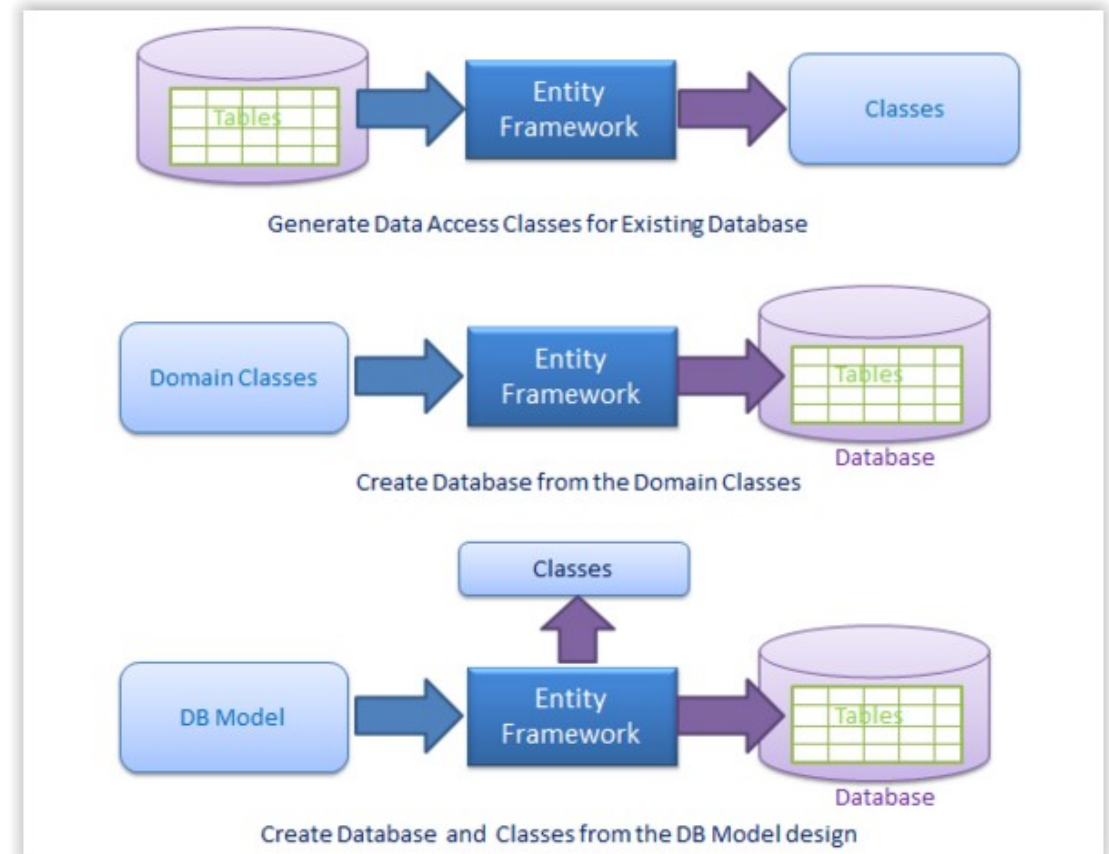 Tables
Entity
Framework
Classes
Generate Data Access Classes for Existing Database
Domain Classes
Entity
Framework
Tables
Database
Create Database from the Domain Classes
Classes
DB Model
Entity
Framework
Tables
Database
Create Database and Classes from the DB Model design